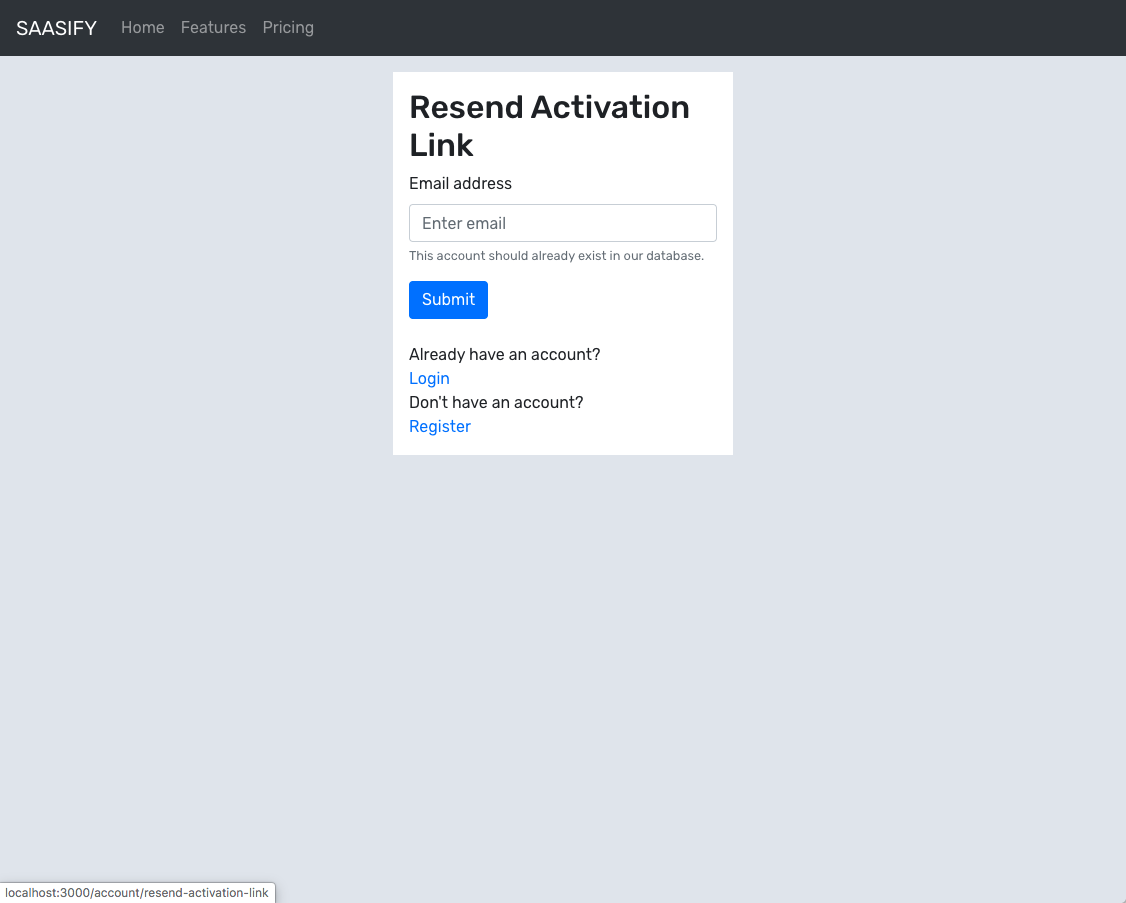 SAASIFY Home Features Pricing
Resend Activation
Link
Email address
Enter email
This account should already exist in our database.
Submit
Already have an account?
Login
Don't have an account?
Register
localhost:3000/account/resend-activation-link